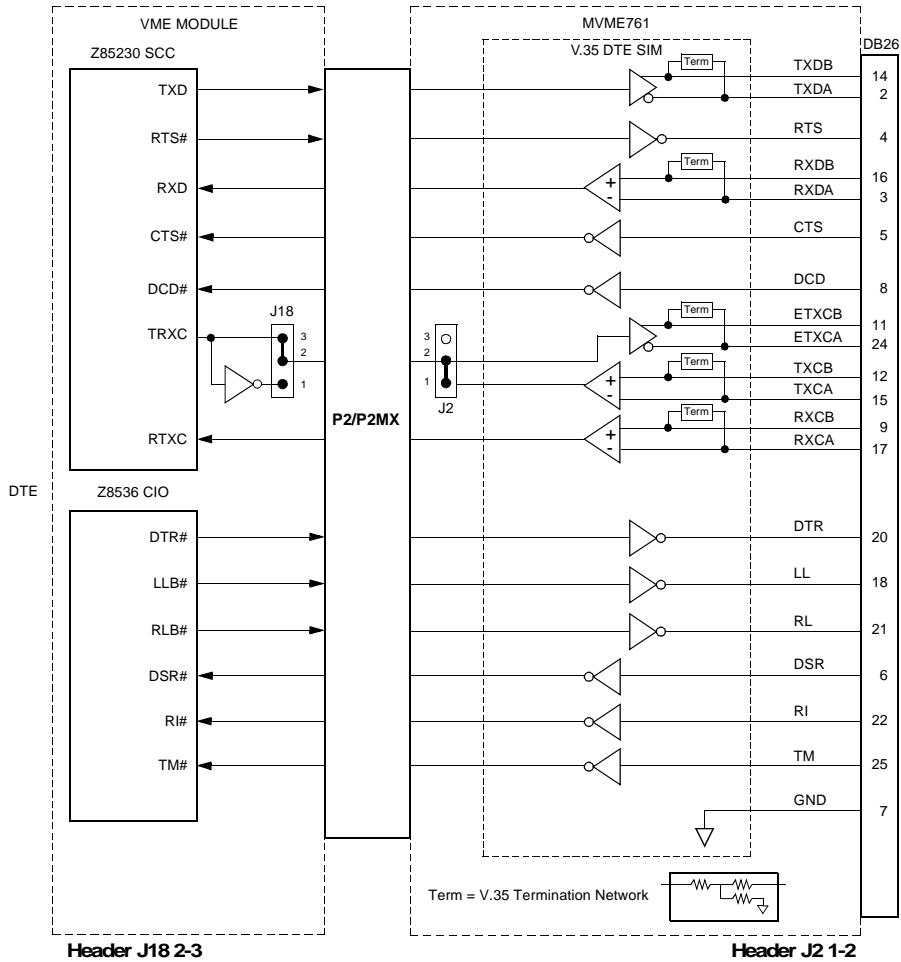 VME MODULE
MVME761
Z85230 SCC
V.35 DTE SIM
DB26
TXD
Term
TXDB
14
TXDA
2
RTS#
RTS
4
RXD
+
-
Term
RXDB
16
RXDA
3
CTS#
CTS
5
DCD#
DCD
8
TRXC
J18
3
2
1
3
2
1
J2
Term
ETXCB
11
ETXCA
24
+
-
Term
TXCB
12
TXCA
15
P2/P2MX
RTXC
+
-
Term
RXCB
9
RXCA
17
DTE
Z8536 CIO
DTR#
DTR
20
LLB#
LL
18
RLB#
RL
21
DSR#
DSR
6
RI#
RI
22
TM#
TM
25
GND
7
Term = V.35 Termination Network
Header J18 2-3
Header J2 1-2